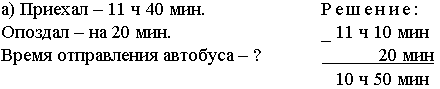 а) Приехал – 11 ч 40 мин.
Опоздал – на 20 мин.
Время отправления автобуса – ?
Решение:
_ 11 ч 10 мин
20 мин
10 ч 50 мин